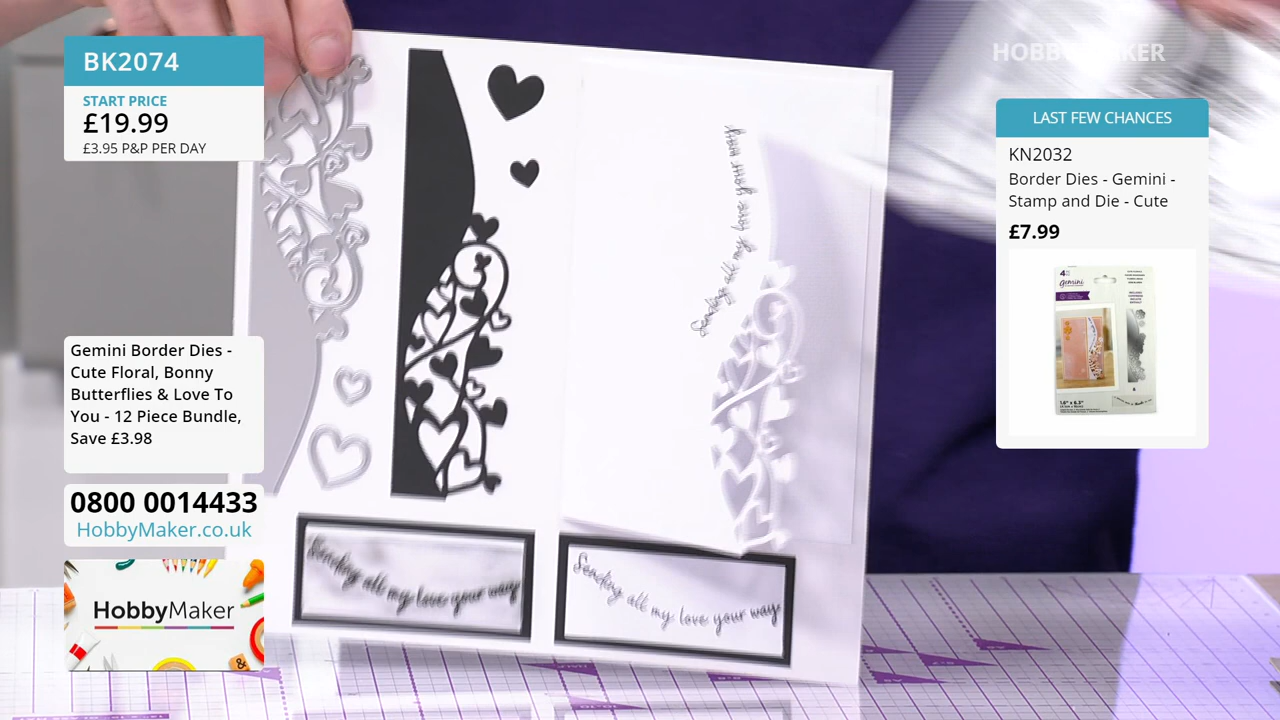 BK2074
START PRICE
£19.99
£3.95 P&P PER DAY
Gemini Border Dies -
Cute Floral, Bonny
Butterflies & Love To
You - 12 Piece Bundle,
Save £3.98
0800 0014433
HobbyMaker.co.uk
HobbyMaker
&
Sending all my love your way
Sending all my love your way
Sending all my love your way
LAST FEW CHANCES
KN2032
Border Dies - Gemini -
Stamp and Die - Cute
£7.99
gemini